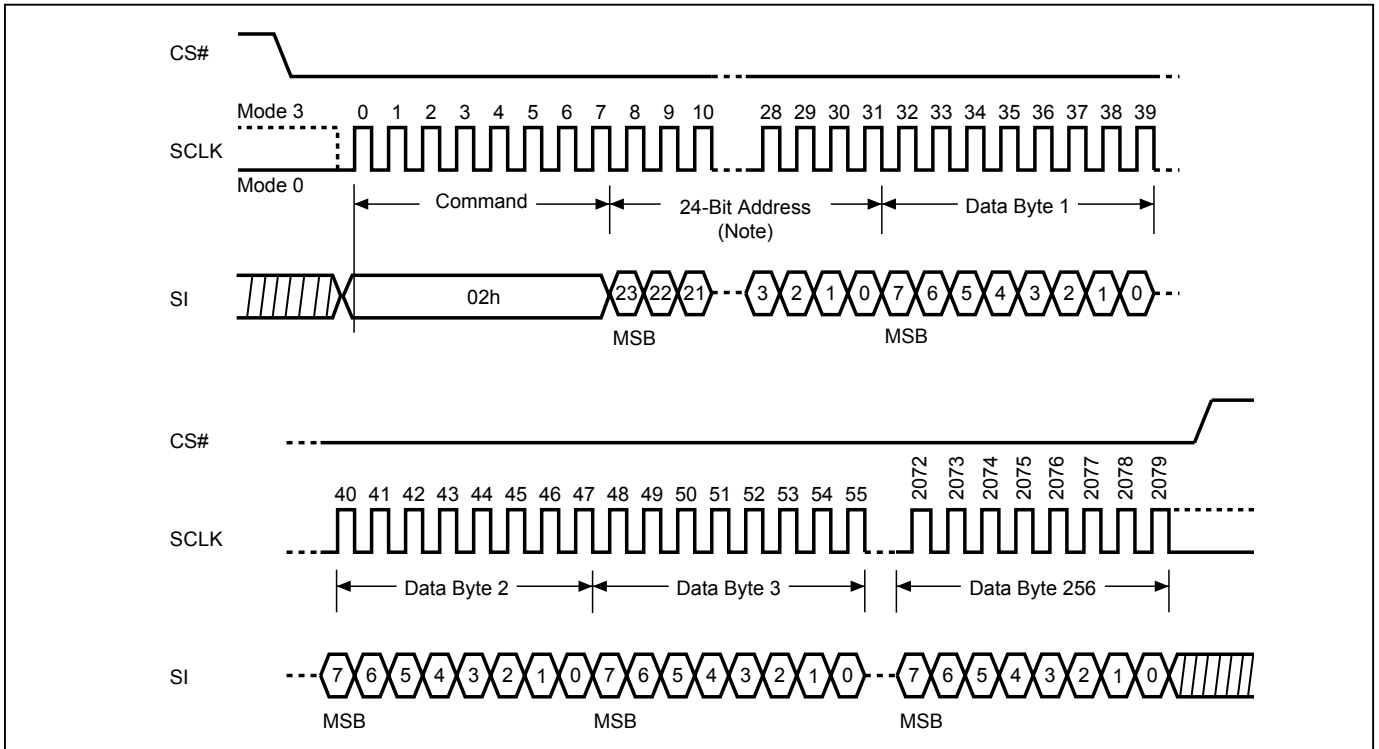 CS#
Mode 3
0 1 2 3 4 5 6 7 8 9 10 28 29 30 31 32 33 34 35 36 37 38 39
SCLK
Mode 0
Command
24-Bit Address
(Note)
Data Byte 1
SI
02h
23 22 21 3 2 1 0 7 6 5 4 3 2 1 0
MSB MSB
CS#
40 41 42 43 44 45 46 47 48 49 50 51 52 53 54 55 2072 2073 2074 2075 2076 2077 2078 2079
SCLK
Data Byte 2 Data Byte 3 Data Byte 256
SI
7 6 5 4 3 2 1 0 7 6 5 4 3 2 1 0 7 6 5 4 3 2 1 0
MSB MSB MSB